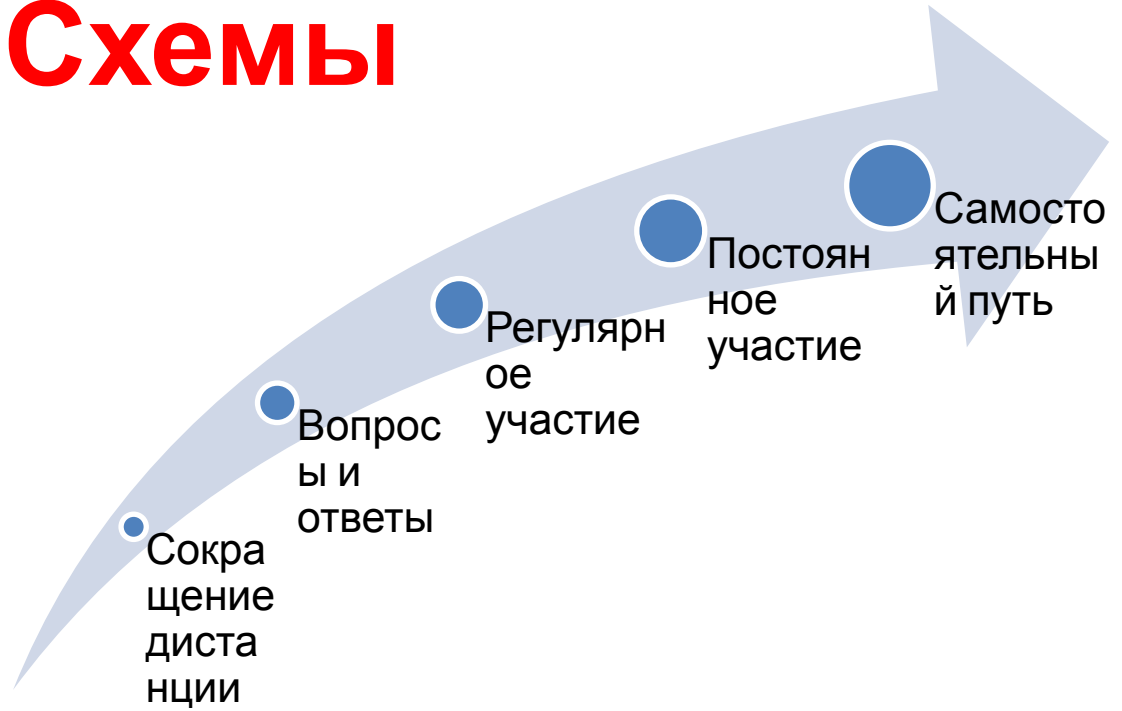 Схемы
Сокра
щение
диста
нции
Вопрос
ы и
ответы
Регулярн
ое
участие
Постоян
ное
участие
Самосто
ятельны
й путь